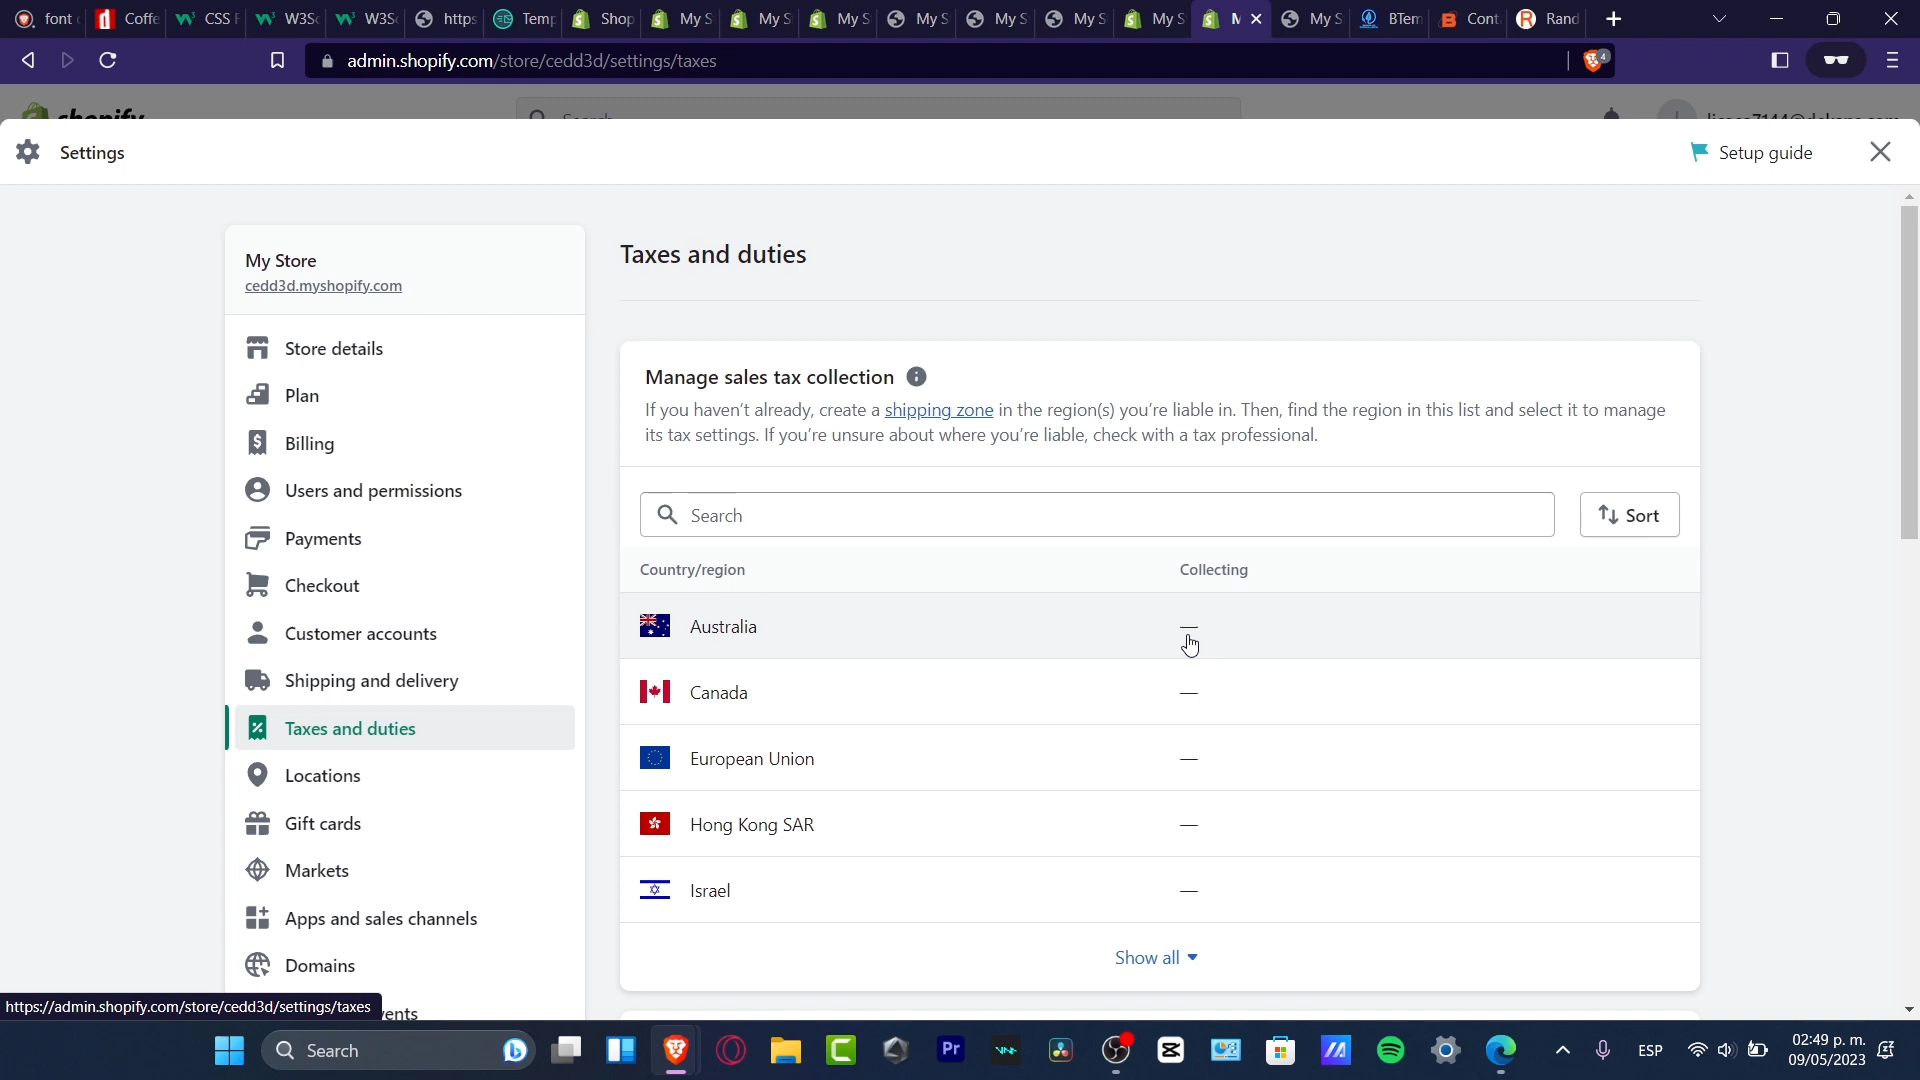 font
Coffe
CSS
W3Sc
W3Sc
https
Temp
Shop
My S
My S
My S
My S
My S
My S
My S
My S
BTem
Cont
Rand
admin.shopify.com/store/cedd3d/settings/taxes
4
shopify
Search
Settings
Setup guide
My Store
cedd3d.myshopify.com
Store details
Plan
Billing
Users and permissions
Payments
Checkout
Customer accounts
Shipping and delivery
Taxes and duties
Locations
Gift cards
Markets
Apps and sales channels
Domains
https://admin.shopify.com/store/cedd3d/settings/taxes
Taxes and duties
Manage sales tax collection
If you haven't already, create a shipping zone in the region(s) you're liable in. Then, find the region in this list and select it to manage
its tax settings. If you're unsure about where you're liable, check with a tax professional.
Search
Sort
Country/region Collecting
Australia —
Canada —
European Union —
Hong Kong SAR —
Israel —
Show all
Search
Pr
ESP
02:49 p. m.
09/05/2023